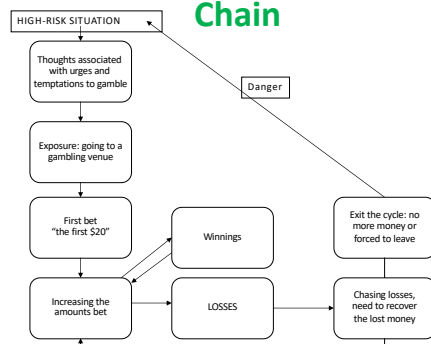 Chain
HIGH-RISK SITUATION
Thoughts associated
with urges and
temptations to gamble
Danger
Exposure: going to a
gambling venue
First bet
“the first $20”
Winnings
Exit the cycle: no
more money or
forced to leave
Increasing the
amounts bet
LOSSES
Chasing losses,
need to recover
the lost money